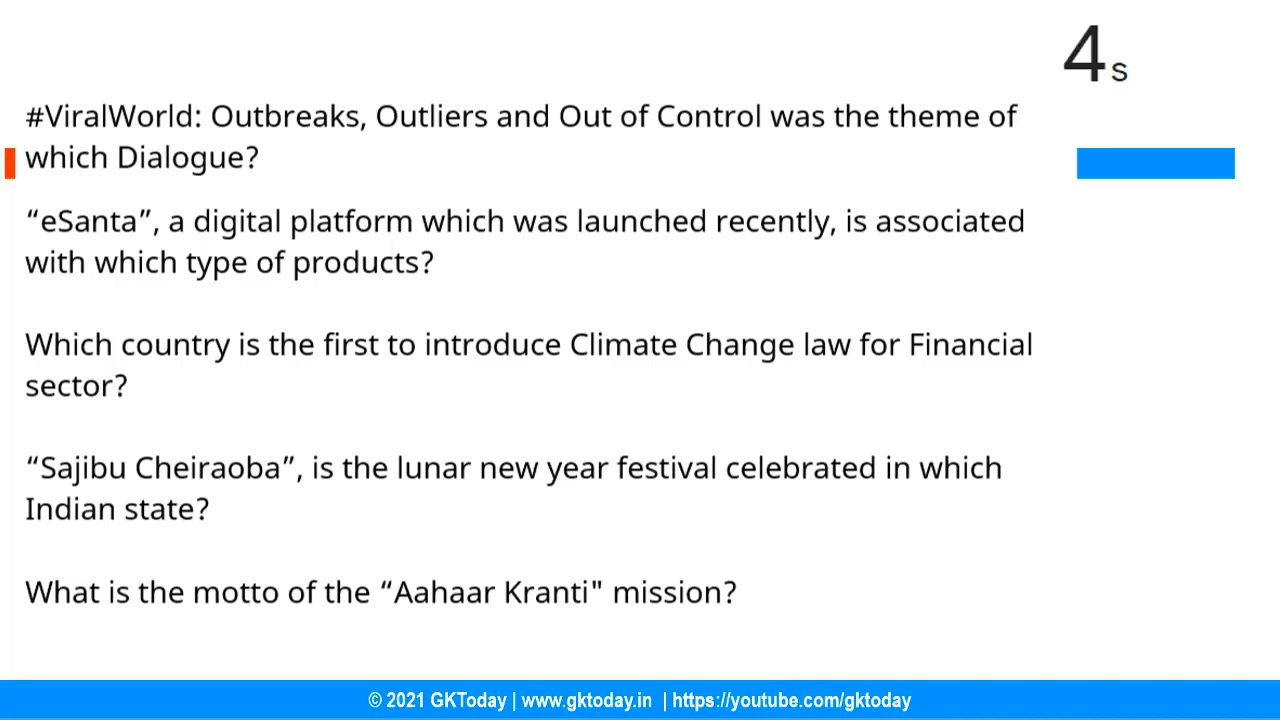 4s
#ViralWorld: Outbreaks, Outliers and Out of Control was the theme of
which Dialogue?
“eSanta”, a digital platform which was launched recently, is associated
with which type of products?
Which country is the first to introduce Climate Change law for Financial
sector?
“Sajibu Cheiraoba”, is the lunar new year festival celebrated in which
Indian state?
What is the motto of the “Aahaar Kranti" mission?
© 2021 GKToday | www.gktoday.in | https://youtube.com/gktoday